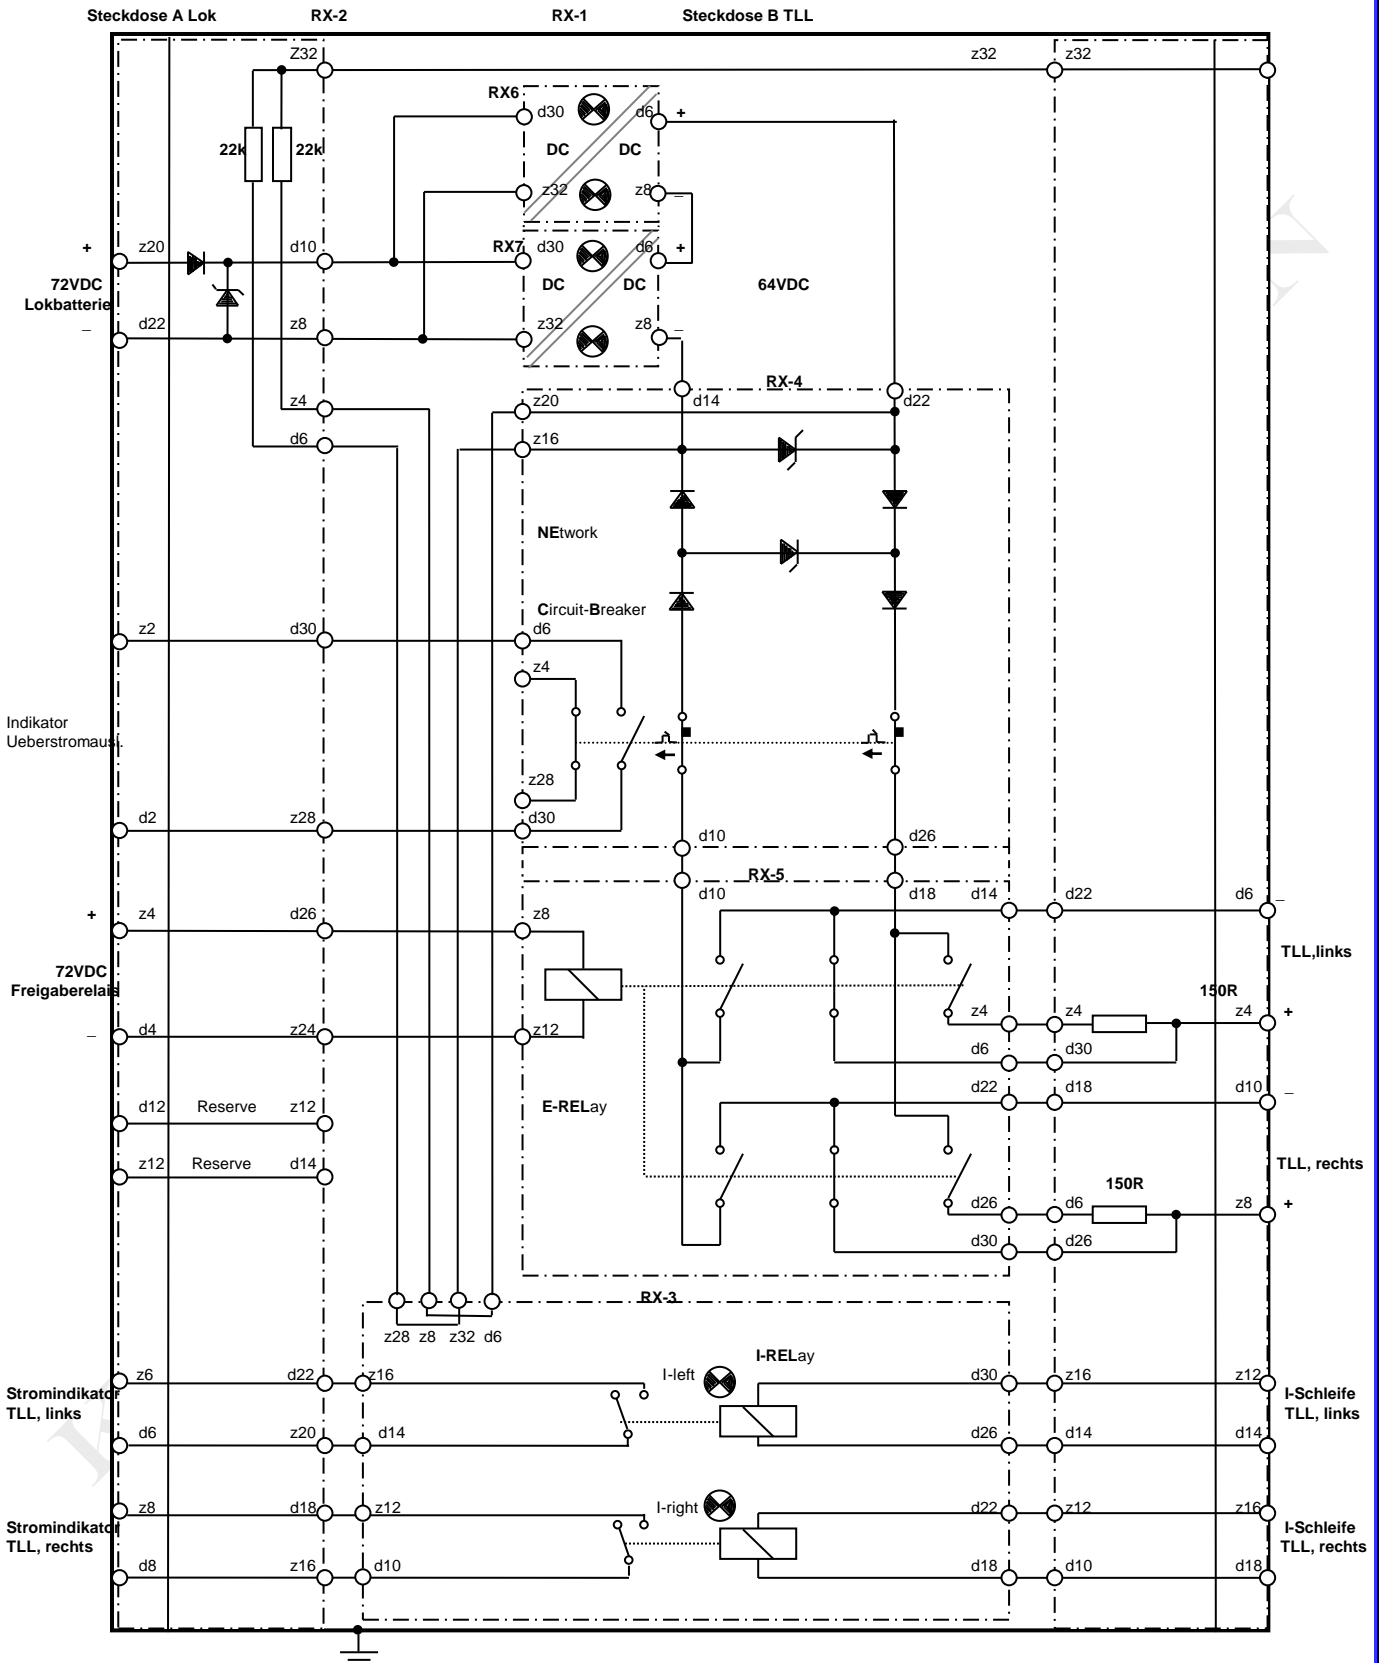 Steckdose A Lok RX-2 RX-1 Steckdose B TLL
Z32 z32 z32
RX6 d30 d6 +
22k 22k DC DC
z32 z8 _
+ z20 d10 RX7 d30 d6 +
72VDC DC DC 64VDC
Lokbatterie
_ d22 z8 z32 z8 _
RX-4
z4 z20 d14 d22
d6 z16
NEtwork
Circuit-Breaker
z2 d30 d6
z4
Indikator
Ueberstromausl.
z28
d2 z28 d30
d10 d26
RX-5
d10 d18 d14 d22 d6 _
+ z4 d26 z8
TLL,links
72VDC
Freigaberelais 150R
z4 z4 z4 +
_ d4 z24 z12
d6 d30
d22 d18 d10 _
d12 Reserve z12 E-RELay
z12 Reserve d14 TLL, rechts
150R
d26 d6 z8 +
d30 d26
RX-3
z28 z8 z32 d6
I-RELay
z6 d22 z16 I-left d30 z16 z12
Stromindikator I-Schleife
TLL, links TLL, links
d6 z20 d14 d26 d14 d14
z8 d18 z12 I-right d22 z12 z16
Stromindikator I-Schleife
TLL, rechts TLL, rechts
d8 z16 d10 d18 d10 d18